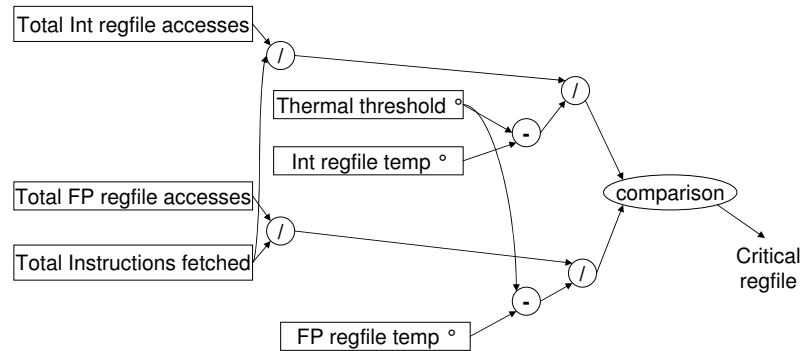 Total Int regfile accesses
/
/
Thermal threshold °
-
Int regfile temp °
Total FP regfile accesses
comparison
/
Total Instructions fetched
/
Critical
regfile
-
FP regfile temp °